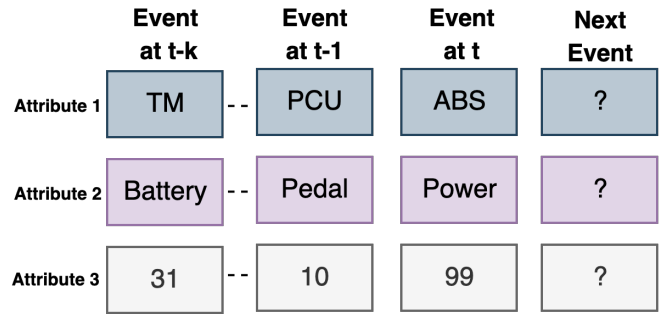 Event Event Event Next
at t-k at t-1 at t Event
Attribute 1 TM -- PCU ABS ?
Attribute 2 Battery -- Pedal Power ?
Attribute 3 31 -- 10 99 ?